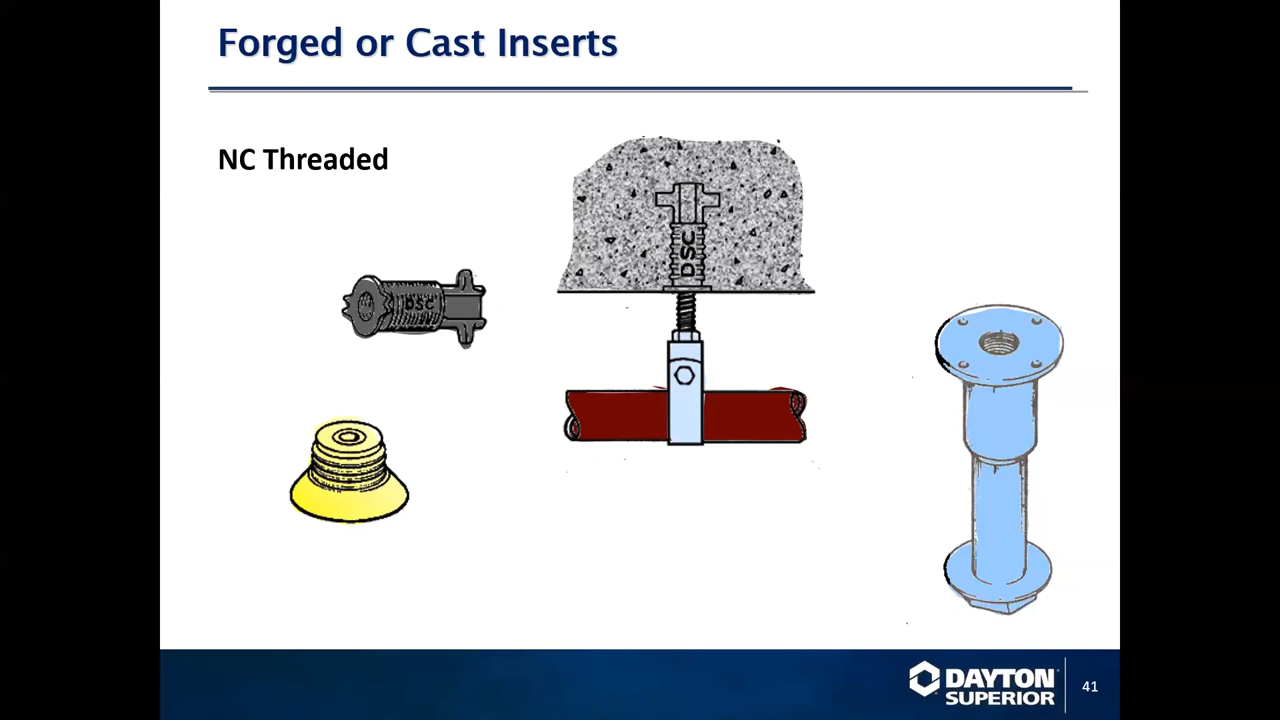 Forged or Cast Inserts
NC Threaded
DSC
DSC
DAYTON
SUPERIOR
41